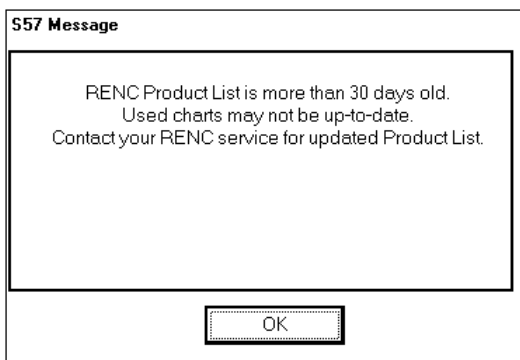 S57 Message
RENC Product List is more than 30 days old.
Used charts may not be up-to-date.
Contact your RENC service for updated Product List.
OK